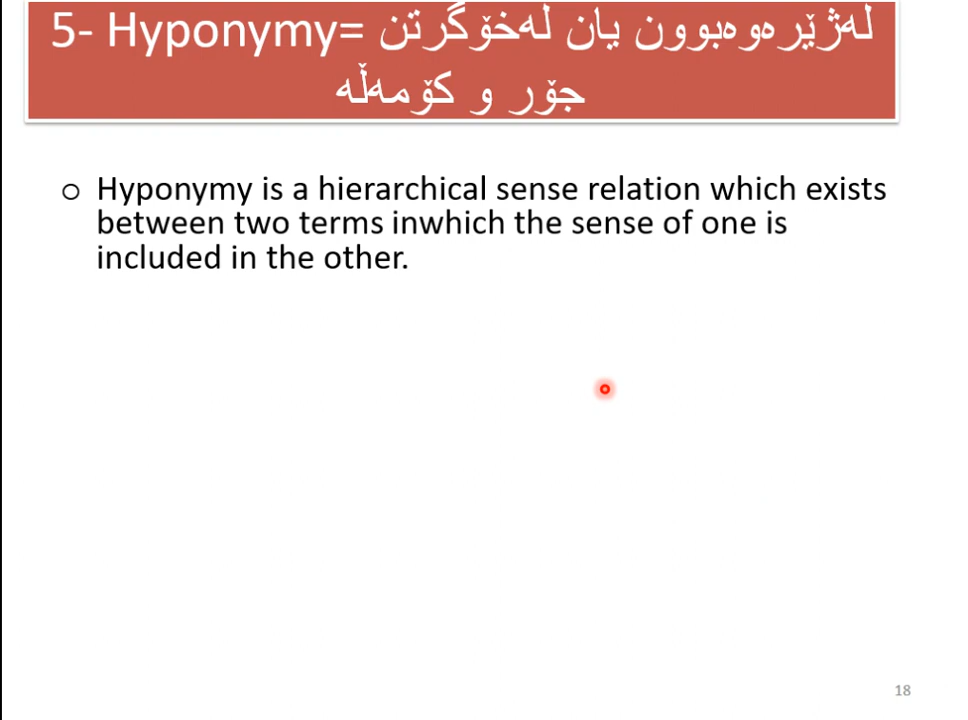 5- Hyponymy= لەژێرەوەبوون یان لەخۆگرتن
جۆر و کۆمەڵە
o Hyponymy is a hierarchical sense relation which exists
between two terms inwhich the sense of one is
included in the other.
18